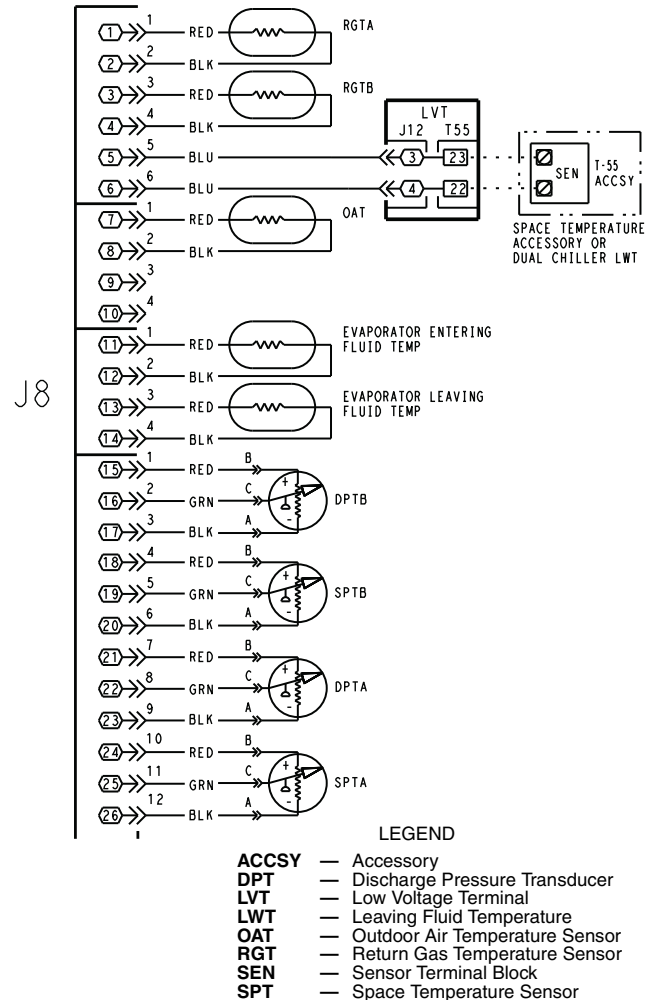 1 1 RED RGTA
2 2 BLK
3 3 RED RGTB
4 4 BLK
LVT
J12 T55
5 5 BLU 3 23
SEN T-55
ACCSY
6 6 BLU 4 22
7 1 RED OAT
8 2 BLK
SPACE TEMPERATURE
ACCESSORY OR
DUAL CHILLER LWT
9 3
10 4
11 1 RED EVAPORATOR ENTERING
FLUID TEMP
12 2 BLK
J8
13 3 RED EVAPORATOR LEAVING
FLUID TEMP
14 4 BLK
15 1 RED B +
16 2 GRN C DPTB
17 3 BLK A -
18 4 RED B +
19 5 GRN C SPTB
20 6 BLK A -
21 7 RED B +
22 8 GRN C DPTA
23 9 BLK A -
24 10 RED B +
25 11 GRN C SPTA
26 12 BLK A -
LEGEND
ACCSY — Accessory
DPT — Discharge Pressure Transducer
LVT — Low Voltage Terminal
LWT — Leaving Fluid Temperature
OAT — Outdoor Air Temperature Sensor
RGT — Return Gas Temperature Sensor
SEN — Sensor Terminal Block
SPT — Space Temperature Sensor